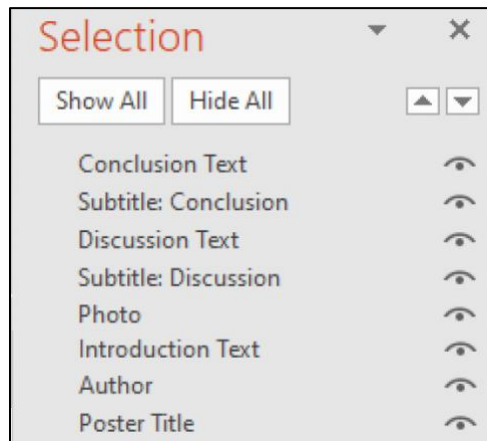 Selection
Show All Hide All
Conclusion Text
Subtitle: Conclusion
Discussion Text
Subtitle: Discussion
Photo
Introduction Text
Author
Poster Title